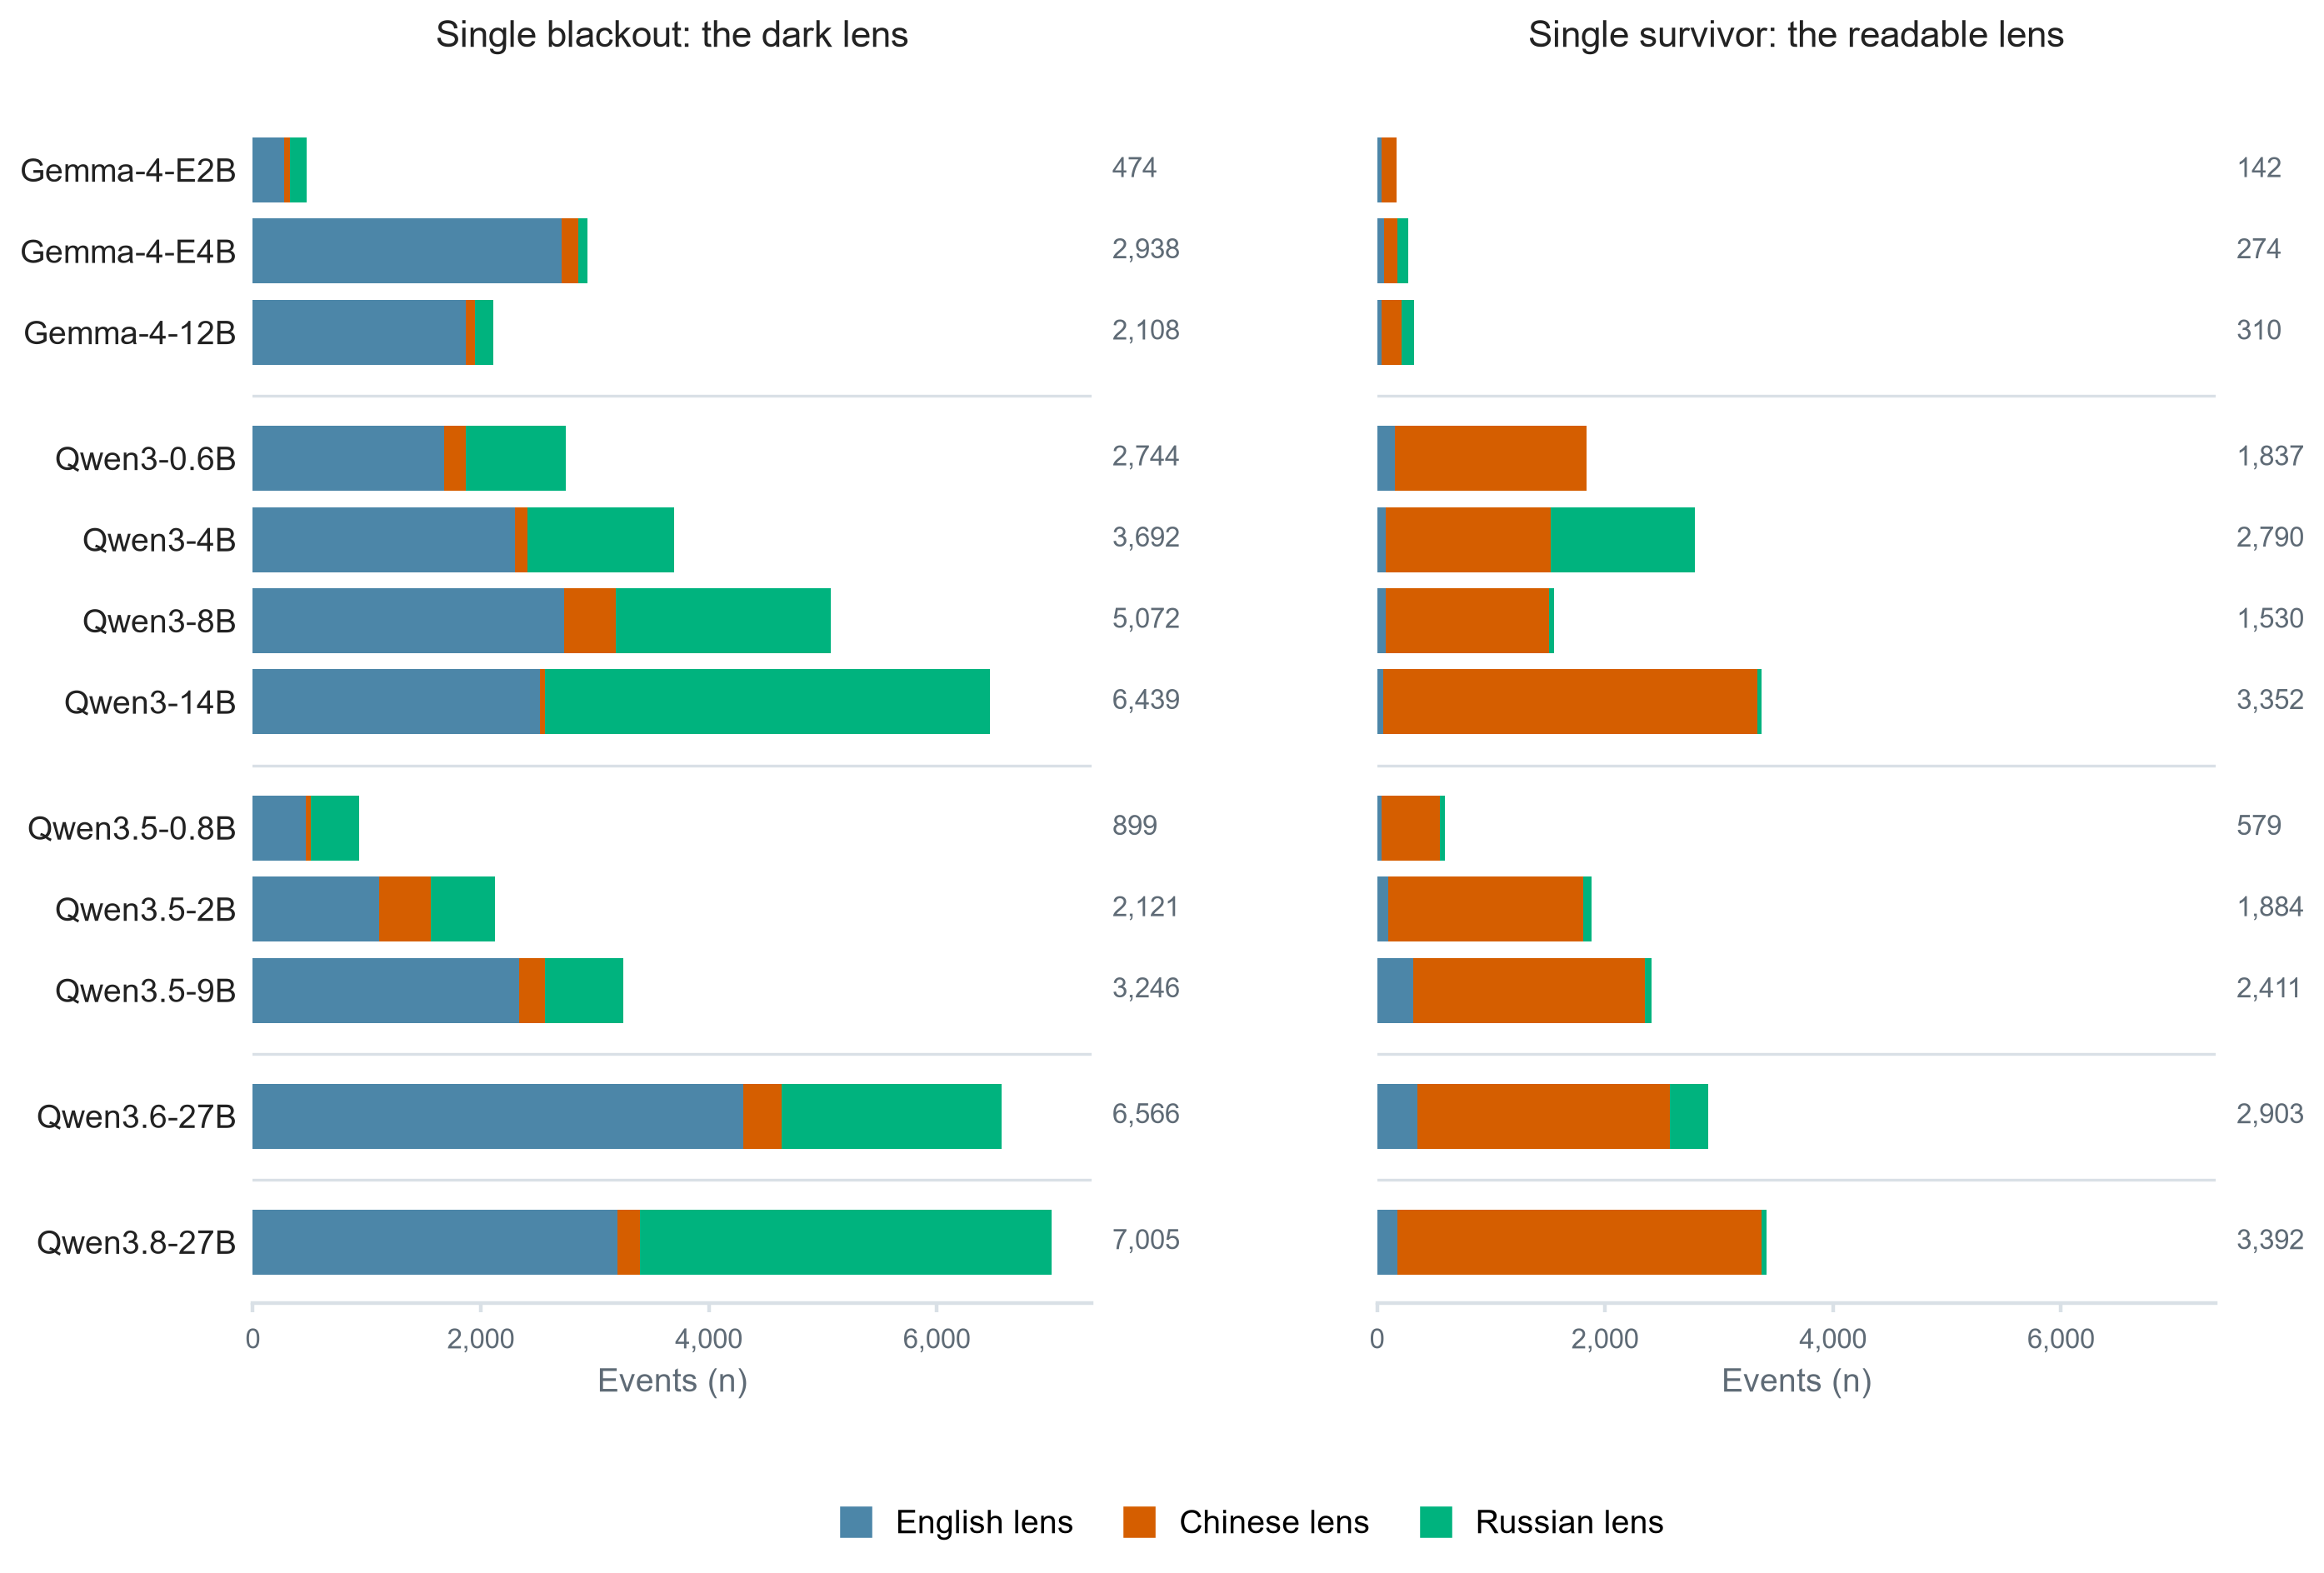 Single blackout: the dark lens
Single survivor: the readable lens
Gemma-4-E2B 474 142
Gemma-4-E4B 2,938 274
Gemma-4-12B 2,108 310
Qwen3-0.6B 2,744 1,837
Qwen3-4B 3,692 2,790
Qwen3-8B 5,072 1,530
Qwen3-14B 6,439 3,352
Qwen3.5-0.8B 899 579
Qwen3.5-2B 2,121 1,884
Qwen3.5-9B 3,246 2,411
Qwen3.6-27B 6,566 2,903
Qwen3.8-27B 7,005 3,392
0 2,000 4,000 6,000 0 2,000 4,000 6,000
Events (n) Events (n)
English lens Chinese lens Russian lens